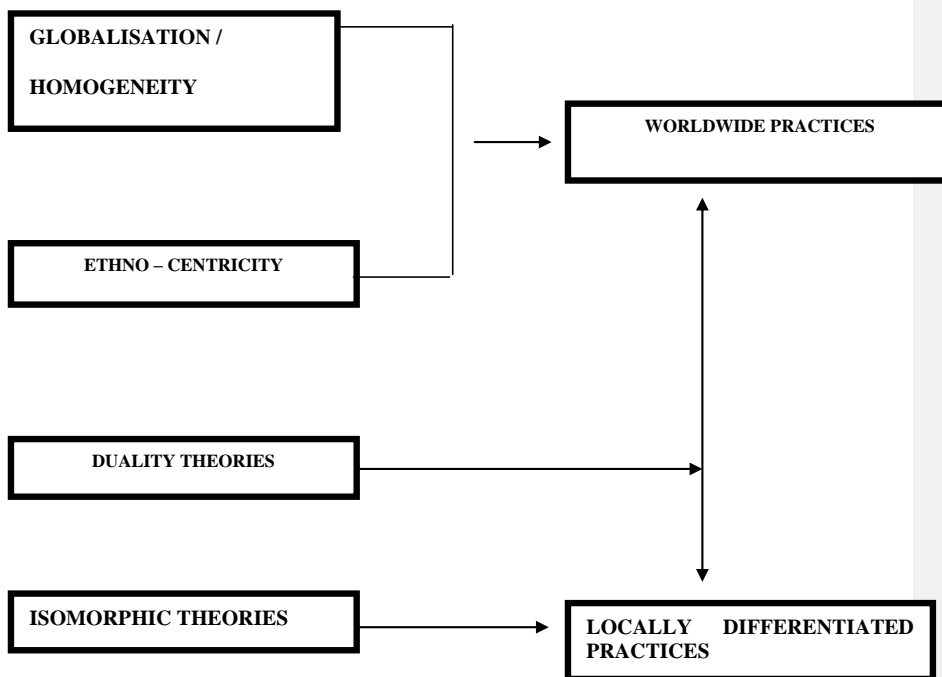 GLOBALISATION /
HOMOGENEITY
WORLDWIDE PRACTICES
ETHNO – CENTRICITY
DUALITY THEORIES
ISOMORPHIC THEORIES
LOCALLY DIFFERENTIATED
PRACTICES